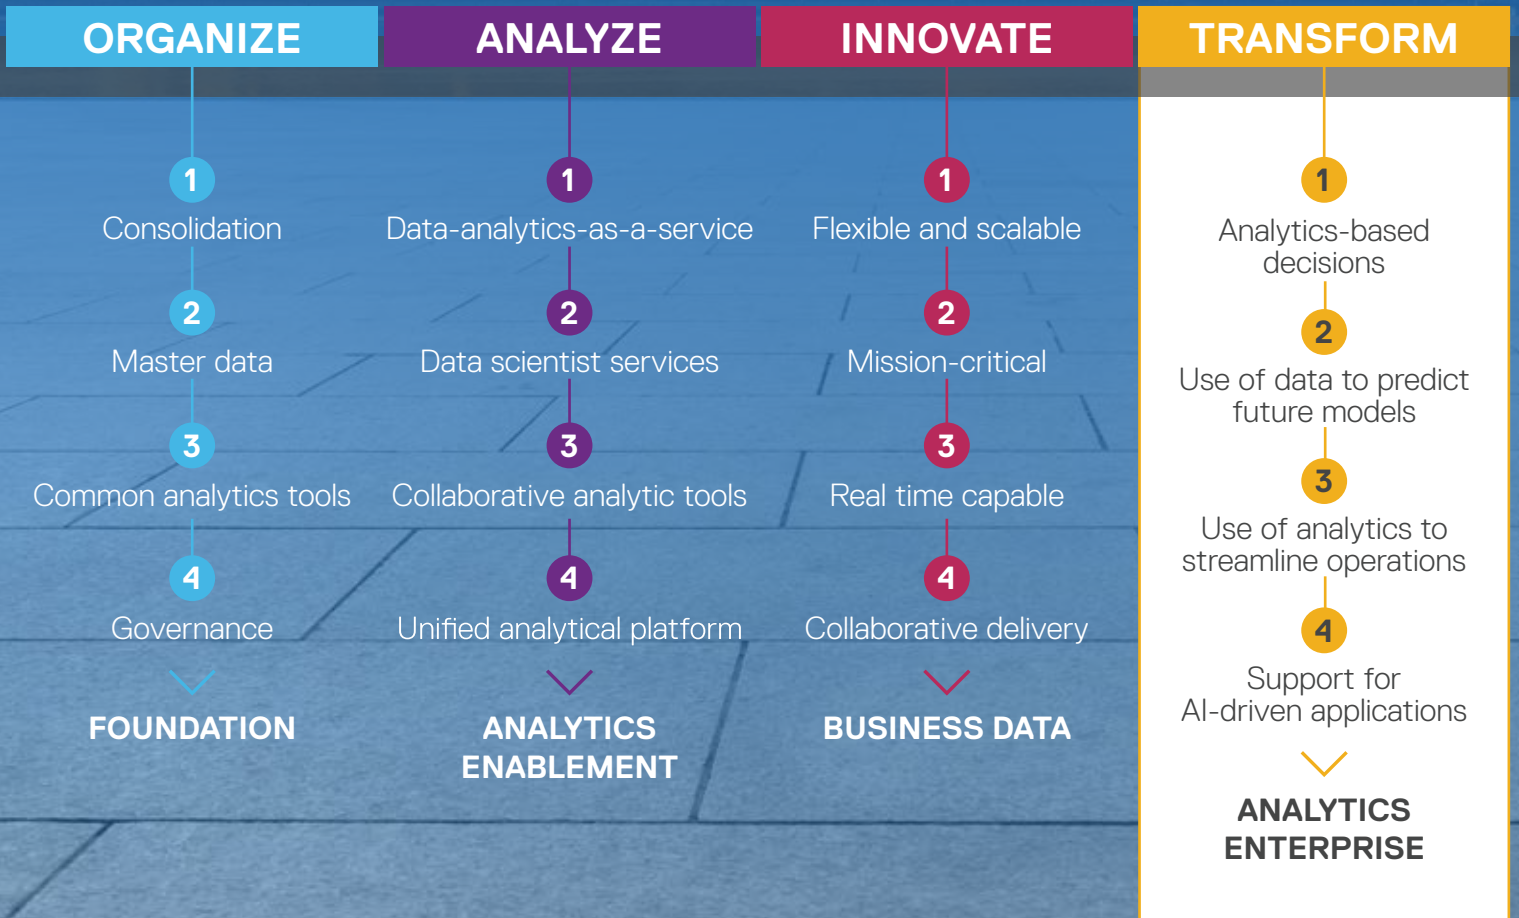 ORGANIZE
1
Consolidation
2
Master data
3
Common analytics tools
4
Governance
FOUNDATION
ANALYZE
1
Data-analytics-as-a-service
2
Data scientist services
3
Collaborative analytic tools
4
Unified analytical platform
ANALYTICS
ENABLEMENT
INNOVATE
1
Flexible and scalable
2
Mission-critical
3
Real time capable
4
Collaborative delivery
BUSINESS DATA
TRANSFORM
1
Analytics-based
decisions
2
Use of data to predict
future models
3
Use of analytics to
streamline operations
4
Support for
AI-driven applications
ANALYTICS
ENTERPRISE